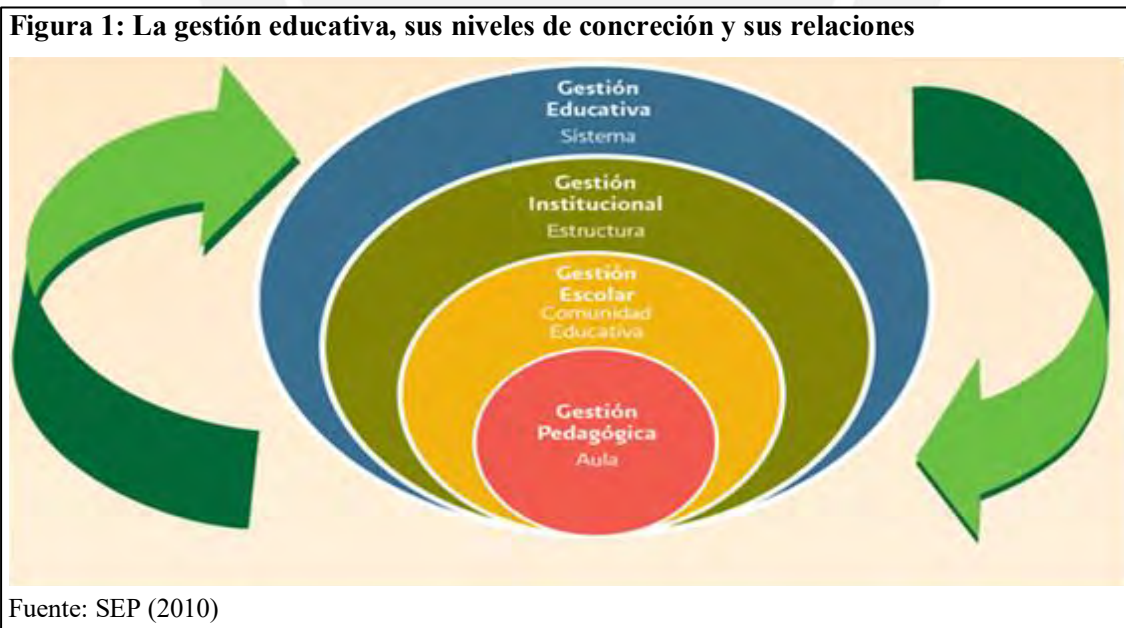 Figura 1: La gestión educativa, sus niveles de concreción y sus relaciones
Gestión
Educativa
Sistema
Gestión
Institucional
Estructura
Gestión
Escolar
Comunidad
Educativa
Gestión
Pedagógica
Aula
Fuente: SEP (2010)